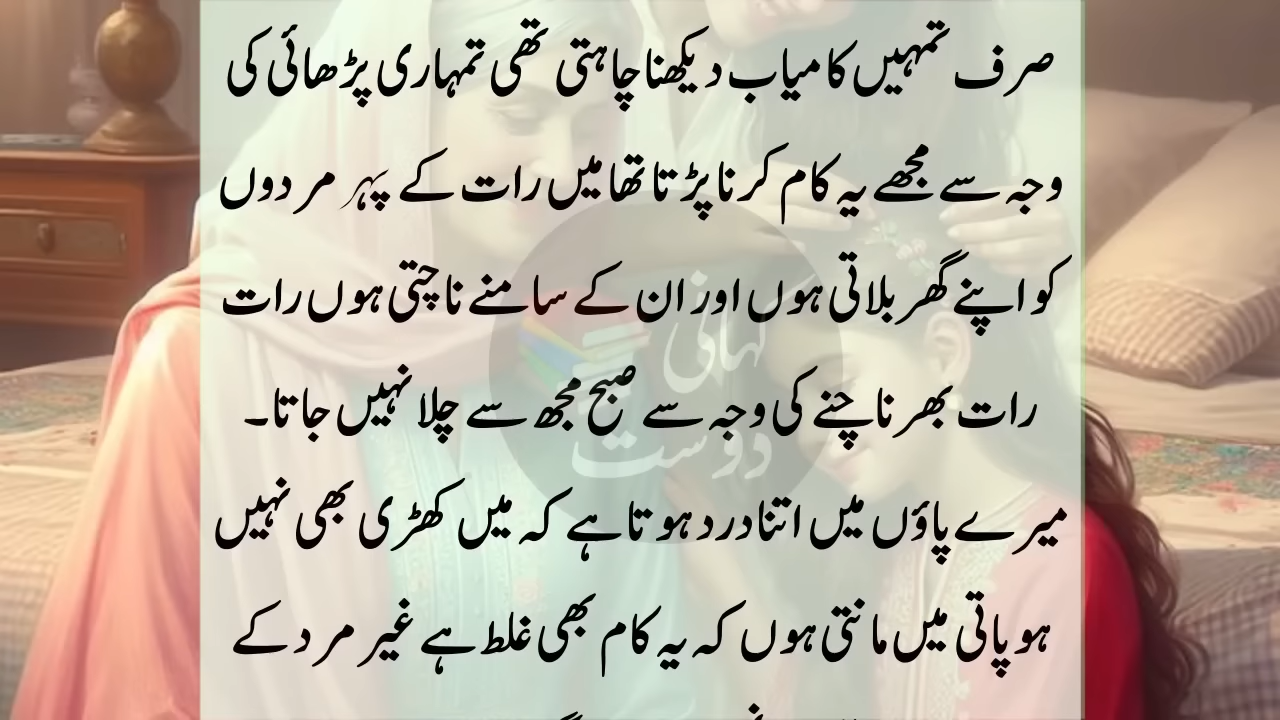 صرف تمہیں کامیاب دیکھنا چاہتی تھی تمہاری پڑھائی کی
وجہ سے مجھے یہ کام کرنا پڑتا تھا میں رات کے پہر مردوں
کو اپنے گھر بلاتی ہوں اور ان کے سامنے ناچتی ہوں رات
رات بھر ناچنے کی وجہ سے صبح مجھ سے چلا نہیں جاتا۔
میرے پاؤں میں اتنا درد ہوتا ہے کہ میں کھڑی بھی نہیں
ہو پاتی میں مانتی ہوں کہ یہ کام بھی غلط ہے غیر مرد کے
کہانی
دوست